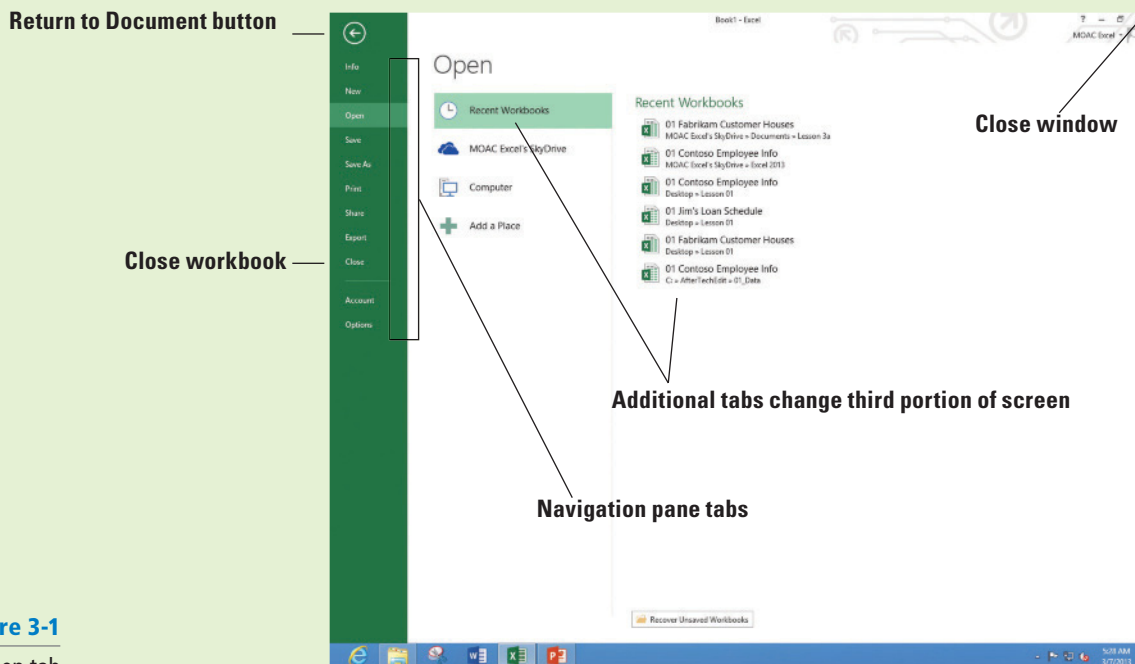 Return to Document button
Book1 - Excel
?
MOAC Excel
Info
New
Open
Save
Save As
Print
Share
Export
Close
Account
Options
Open
Recent Workbooks
MOAC Excel's SkyDrive
Computer
Add a Place
Recent Workbooks
01 Fabrikam Customer Houses
MOAC Excel's SkyDrive » Documents » Lesson 3a
01 Contoso Employee Info
MOAC Excel's SkyDrive » Excel 2013
01 Contoso Employee Info
Desktop » Lesson 01
01 Jim's Loan Schedule
Desktop » Lesson 01
01 Fabrikam Customer Houses
Desktop » Lesson 01
01 Contoso Employee Info
C: » AfterTechEdit » 01_Data
Close window
Close workbook
Additional tabs change third portion of screen
Navigation pane tabs
Recover Unsaved Workbooks
re 3-1
en tab
5:28 AM
3/7/2013